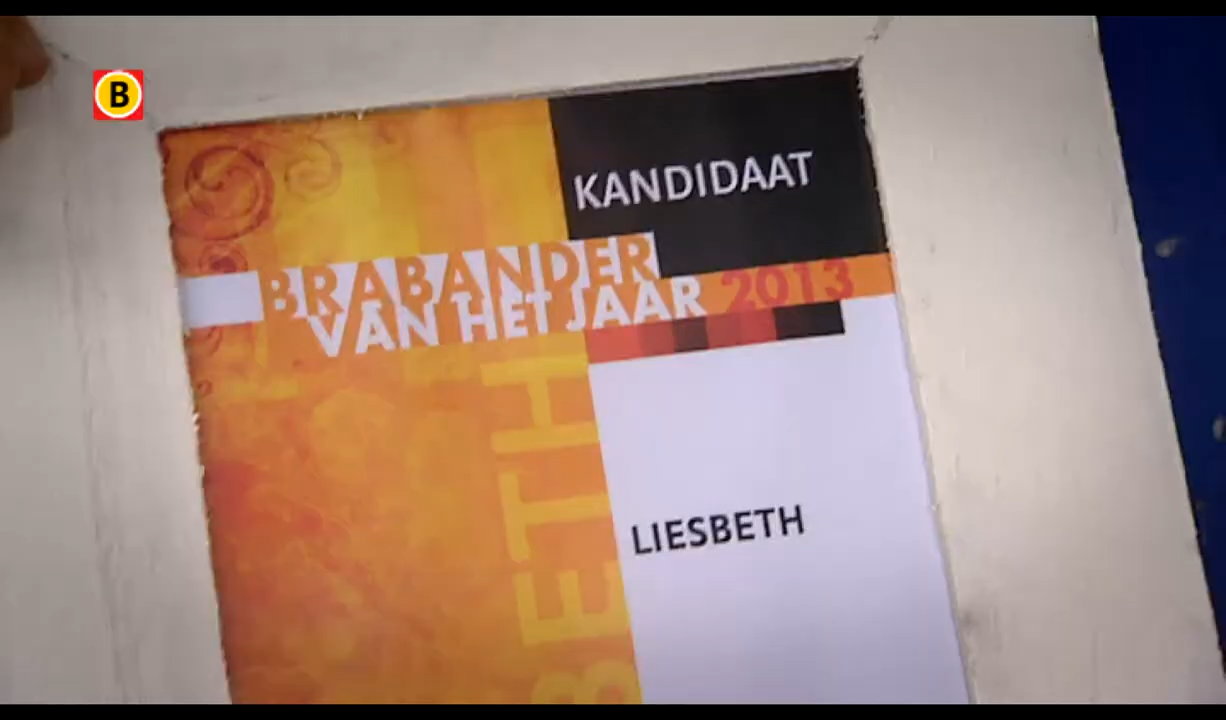 B
KANDIDAAT
BRABANDER
VAN HET JAAR 2013
BETH
LIESBETH